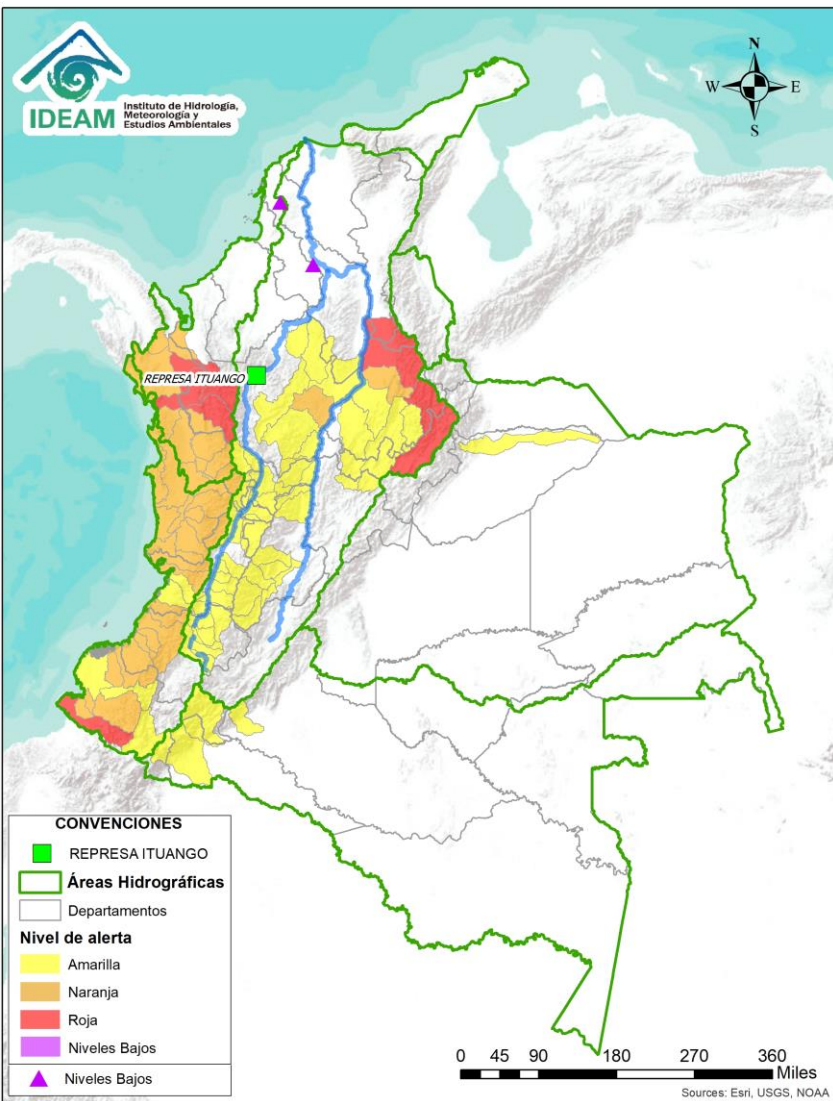 IDEAM
Instituto de Hidrología,
Meteorología y
Estudios Ambientales
N
W
E
S
REPRESA ITUANGO
CONVENCIONES
REPRESA ITUANGO
Áreas Hidrográficas
Departamentos
Nivel de alerta
Amarilla
Naranja
Roja
Niveles Bajos
Niveles Bajos
0 45 90 180 270 360
Miles
Sources: Esri, USGS, NOAA